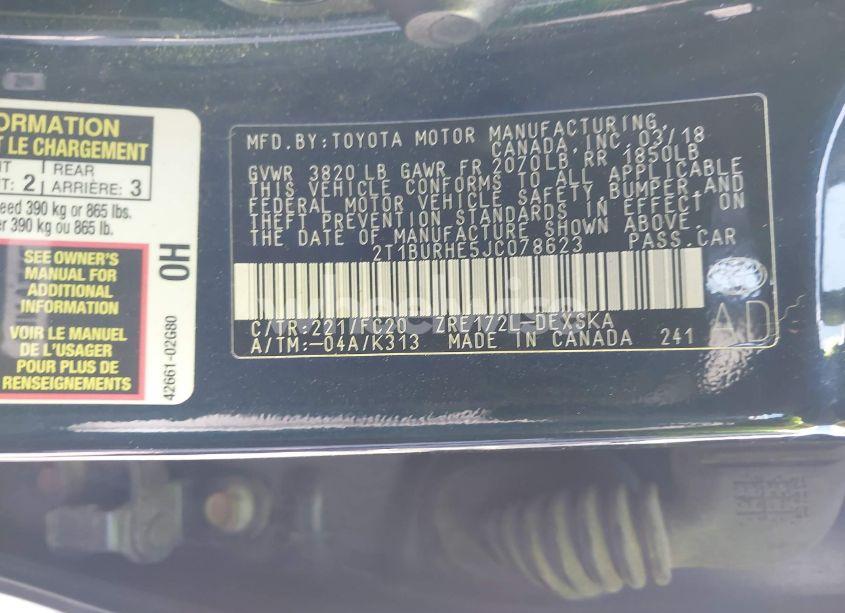 ORMATION
T LE CHARGEMENT
NT REAR
T: 2 ARRIÈRE: 3
eed 390 kg or 865 lbs.
er 390 kg ou 865 lb.
SEE OWNER'S
MANUAL FOR
ADDITIONAL
INFORMATION
VOIR LE MANUEL
DE L'USAGER
POUR PLUS DE
RENSEIGNEMENTS
OH
42661-02G80
MFD.BY:TOYOTA MOTOR MANUFACTURING,
CANADA,INC. 03/18
GVWR 3820 LB GAWR FR 2070LB RR 1850LB
THIS VEHICLE CONFORMS TO ALL APPLICABLE
FEDERAL MOTOR VEHICLE SAFETY,BUMPER,AND
THEFT PREVENTION STANDARDS IN EFFECT ON
THE DATE OF MANUFACTURE SHOWN ABOVE.
2T1BURHE5JC078623 PASS.CAR
C/TR:221/FC20 ZRE172L-DEXSKA
A/TM:-04A/K313 MADE IN CANADA 241
AD